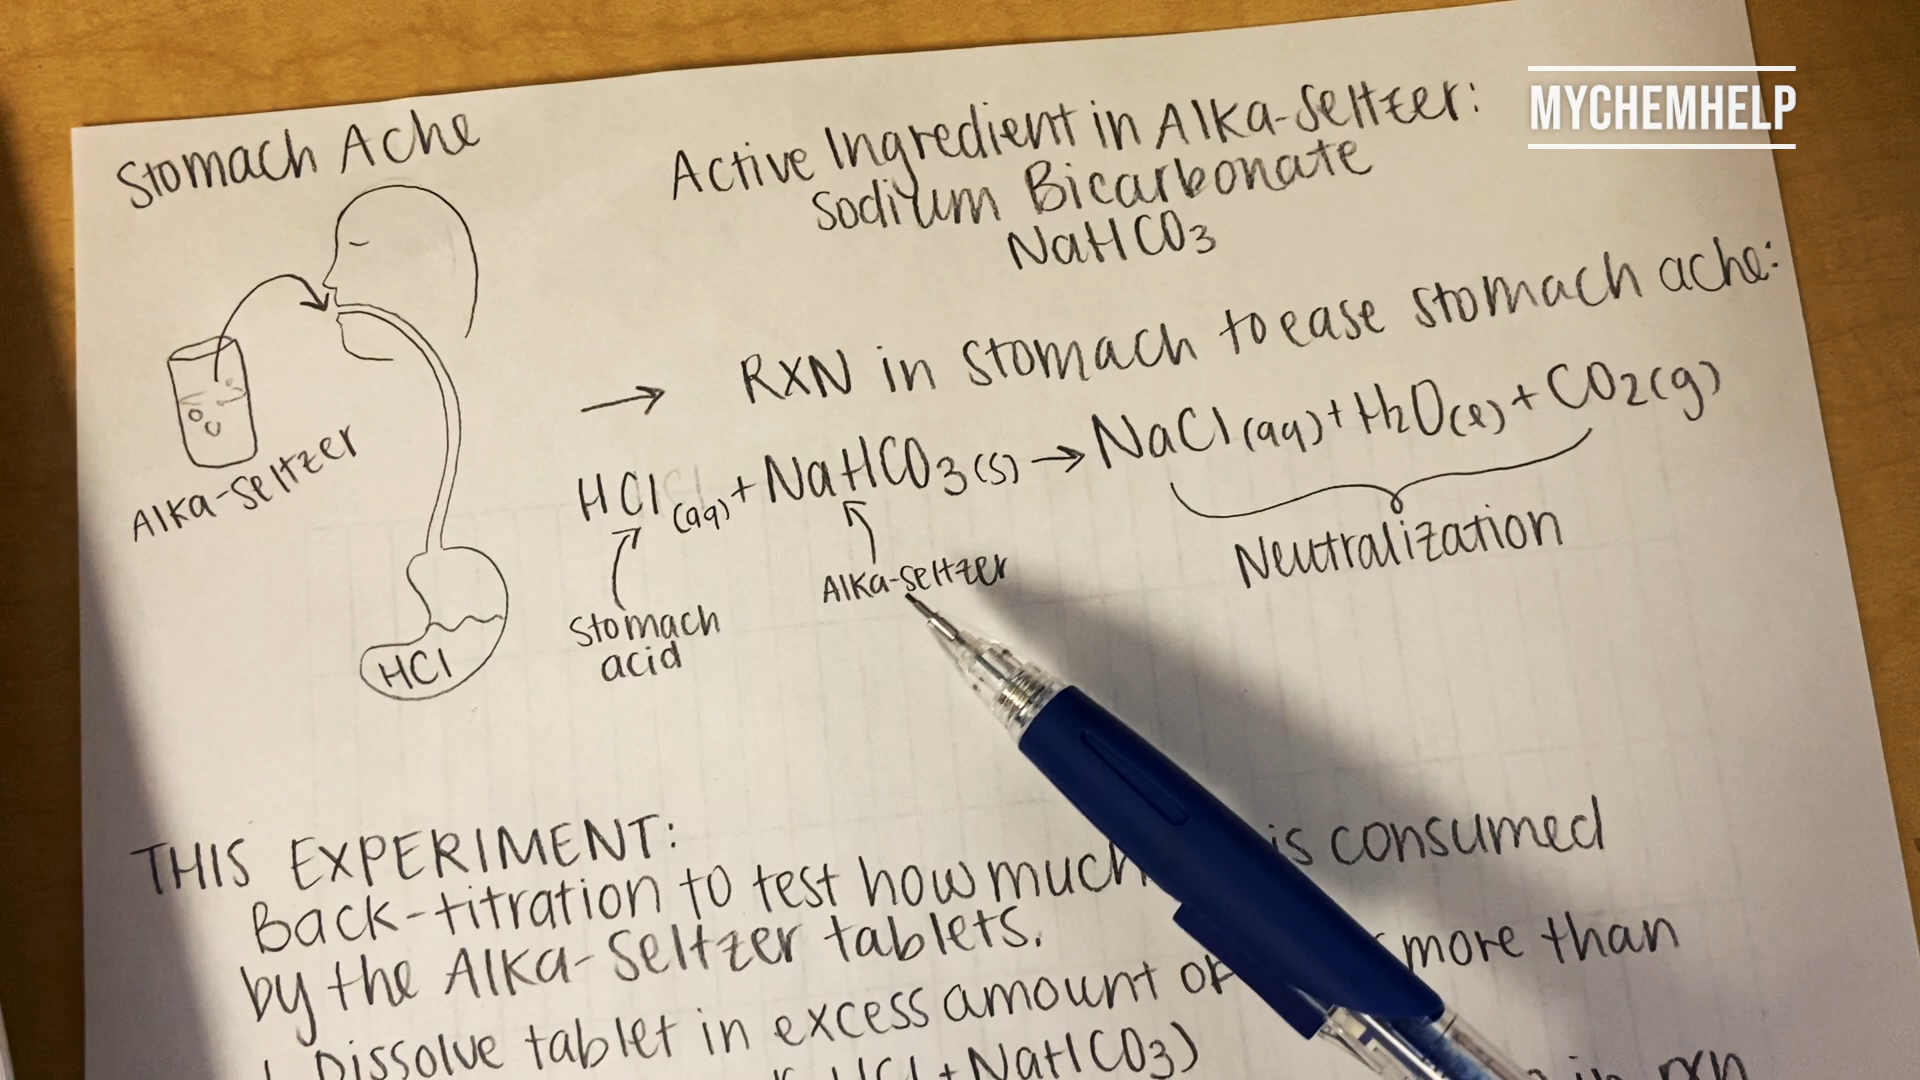 MYCHEMHELP
Stomach Ache
Active Ingredient in Alka-Seltzer:
Sodium Bicarbonate
NaHCO3
Alka-Seltzer
HCl
→ RXN in stomach to ease stomach ache:
HCl(aq) + NaHCO3(s) → NaCl(aq) + H2O(l) + CO2(g)
Stomach
acid
Alka-Seltzer
Neutralization
THIS EXPERIMENT:
Back-titration to test how much is consumed
by the Alka-Seltzer tablets.
1. Dissolve tablet in excess amount of more than
HCl + NaHCO3)
in rxn